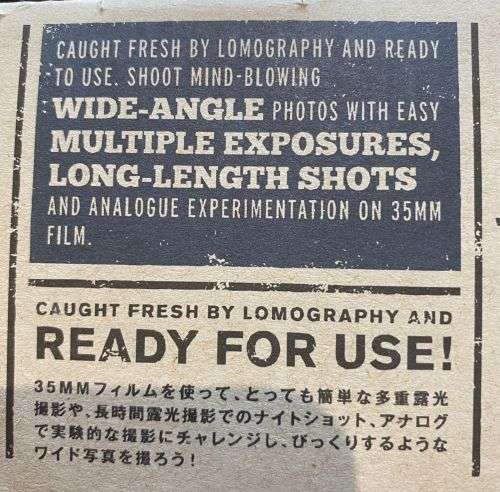 CAUGHT FRESH BY LOMOGRAPHY AND READY
TO USE. SHOOT MIND-BLOWING
WIDE-ANGLE PHOTOS WITH EASY
MULTIPLE EXPOSURES,
LONG-LENGTH SHOTS
AND ANALOGUE EXPERIMENTATION ON 35MM
FILM.
CAUGHT FRESH BY LOMOGRAPHY AND
READY FOR USE!
35MMフィルムを使って、とっても簡単な多重露光
撮影や、長時間露光撮影でのナイトショット、アナログ
で実験的な撮影にチャレンジし、びっくりするような
ワイド写真を撮ろう!